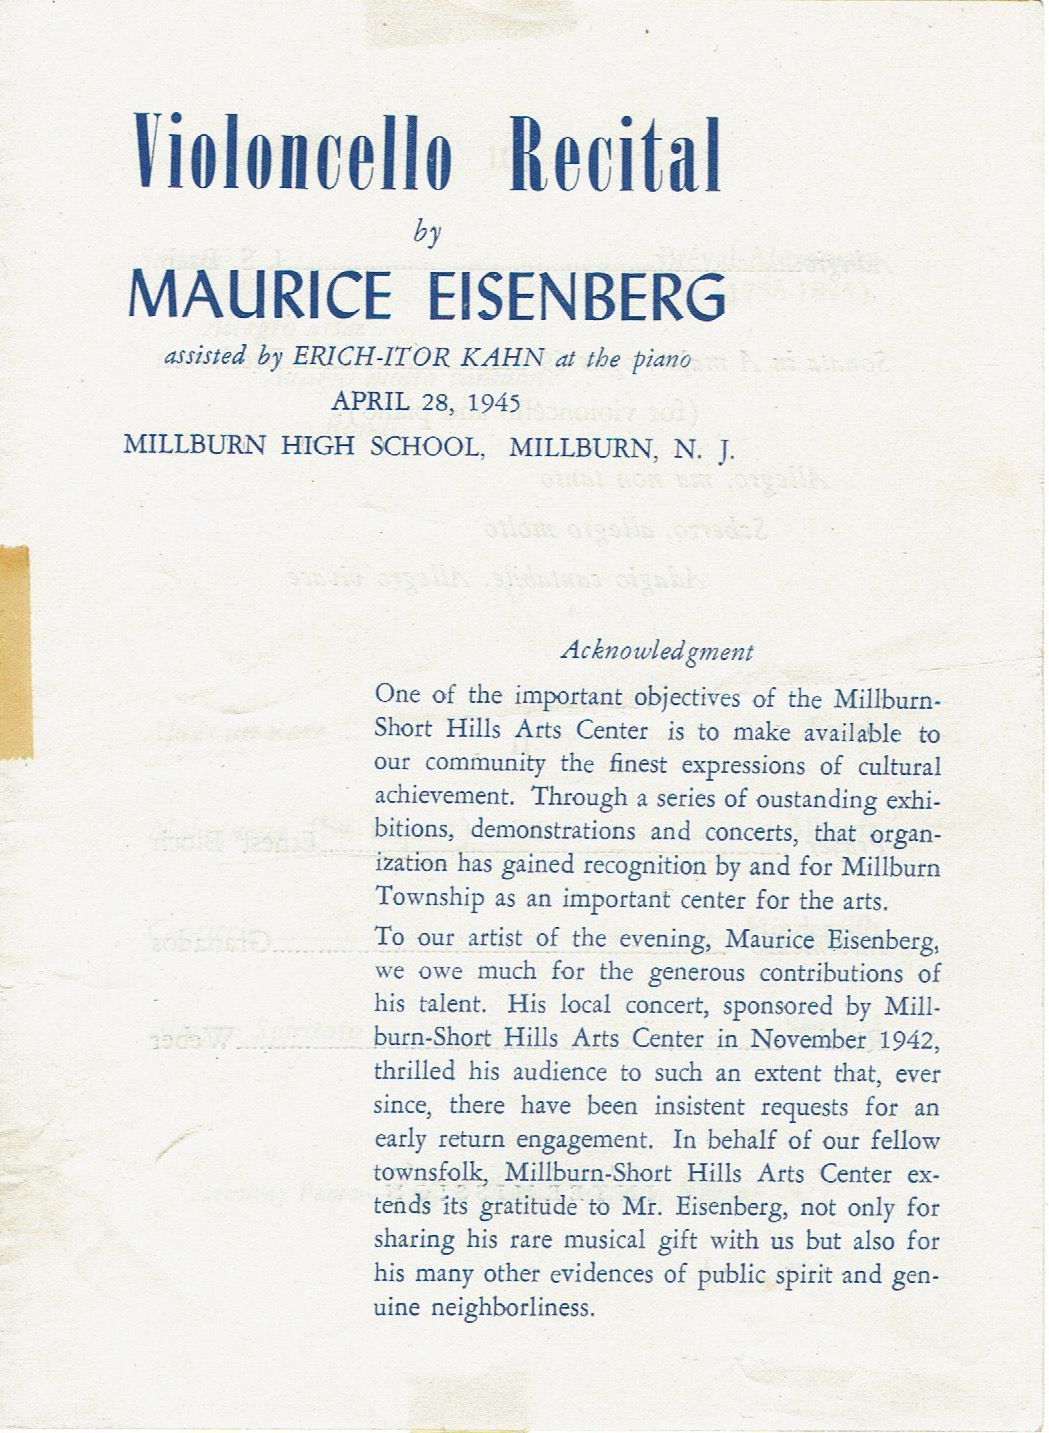 Violoncello Recital
by
MAURICE EISENBERG
assisted by ERICH-ITOR KAHN at the piano
APRIL 28, 1945
MILLBURN HIGH SCHOOL, MILLBURN, N. J.
Acknowledgment
One of the important objectives of the Millburn-
Short Hills Arts Center is to make available to
our community the finest expressions of cultural
achievement. Through a series of oustanding exhi-
bitions, demonstrations and concerts, that organ-
ization has gained recognition by and for Millburn
Township as an important center for the arts.
To our artist of the evening, Maurice Eisenberg,
we owe much for the generous contributions of
his talent. His local concert, sponsored by Mill-
burn-Short Hills Arts Center in November 1942,
thrilled his audience to such an extent that, ever
since, there have been insistent requests for an
early return engagement. In behalf of our fellow
townsfolk, Millburn-Short Hills Arts Center ex-
tends its gratitude to Mr. Eisenberg, not only for
sharing his rare musical gift with us but also for
his many other evidences of public spirit and gen-
uine neighborliness.